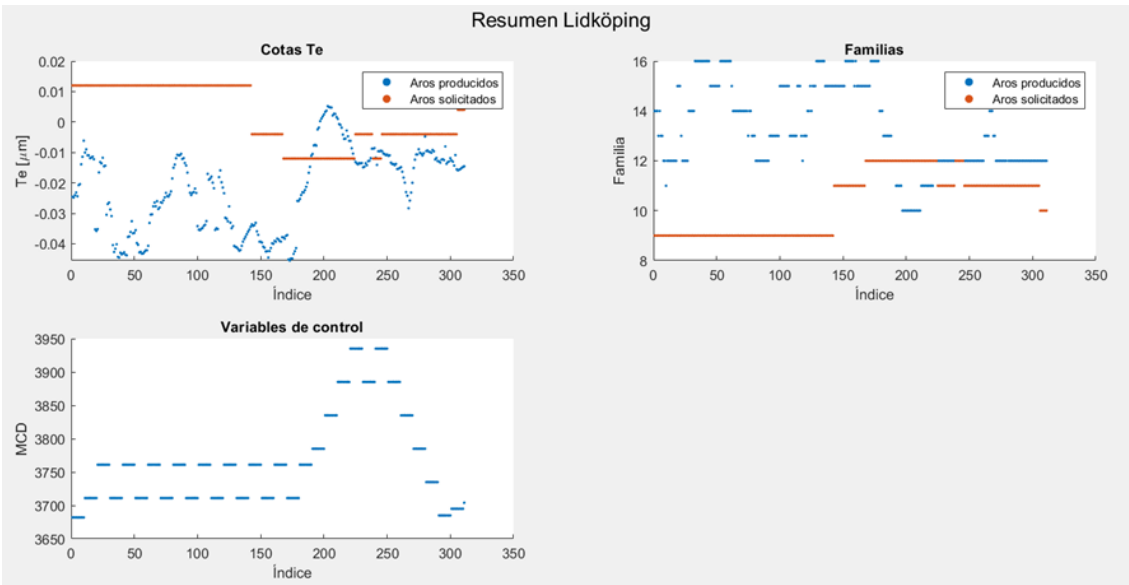 Resumen Lidköping
Cotas Te
0.02
0.01
0
-0.01
-0.02
-0.03
-0.04
Te [μm]
0 50 100 150 200 250 300 350
Índice
Aros producidos
Aros solicitados
Familias
16
14
12
10
8
Familia
0 50 100 150 200 250 300 350
Índice
Aros producidos
Aros solicitados
Variables de control
3950
3900
3850
3800
3750
3700
3650
MCD
0 50 100 150 200 250 300 350
Índice